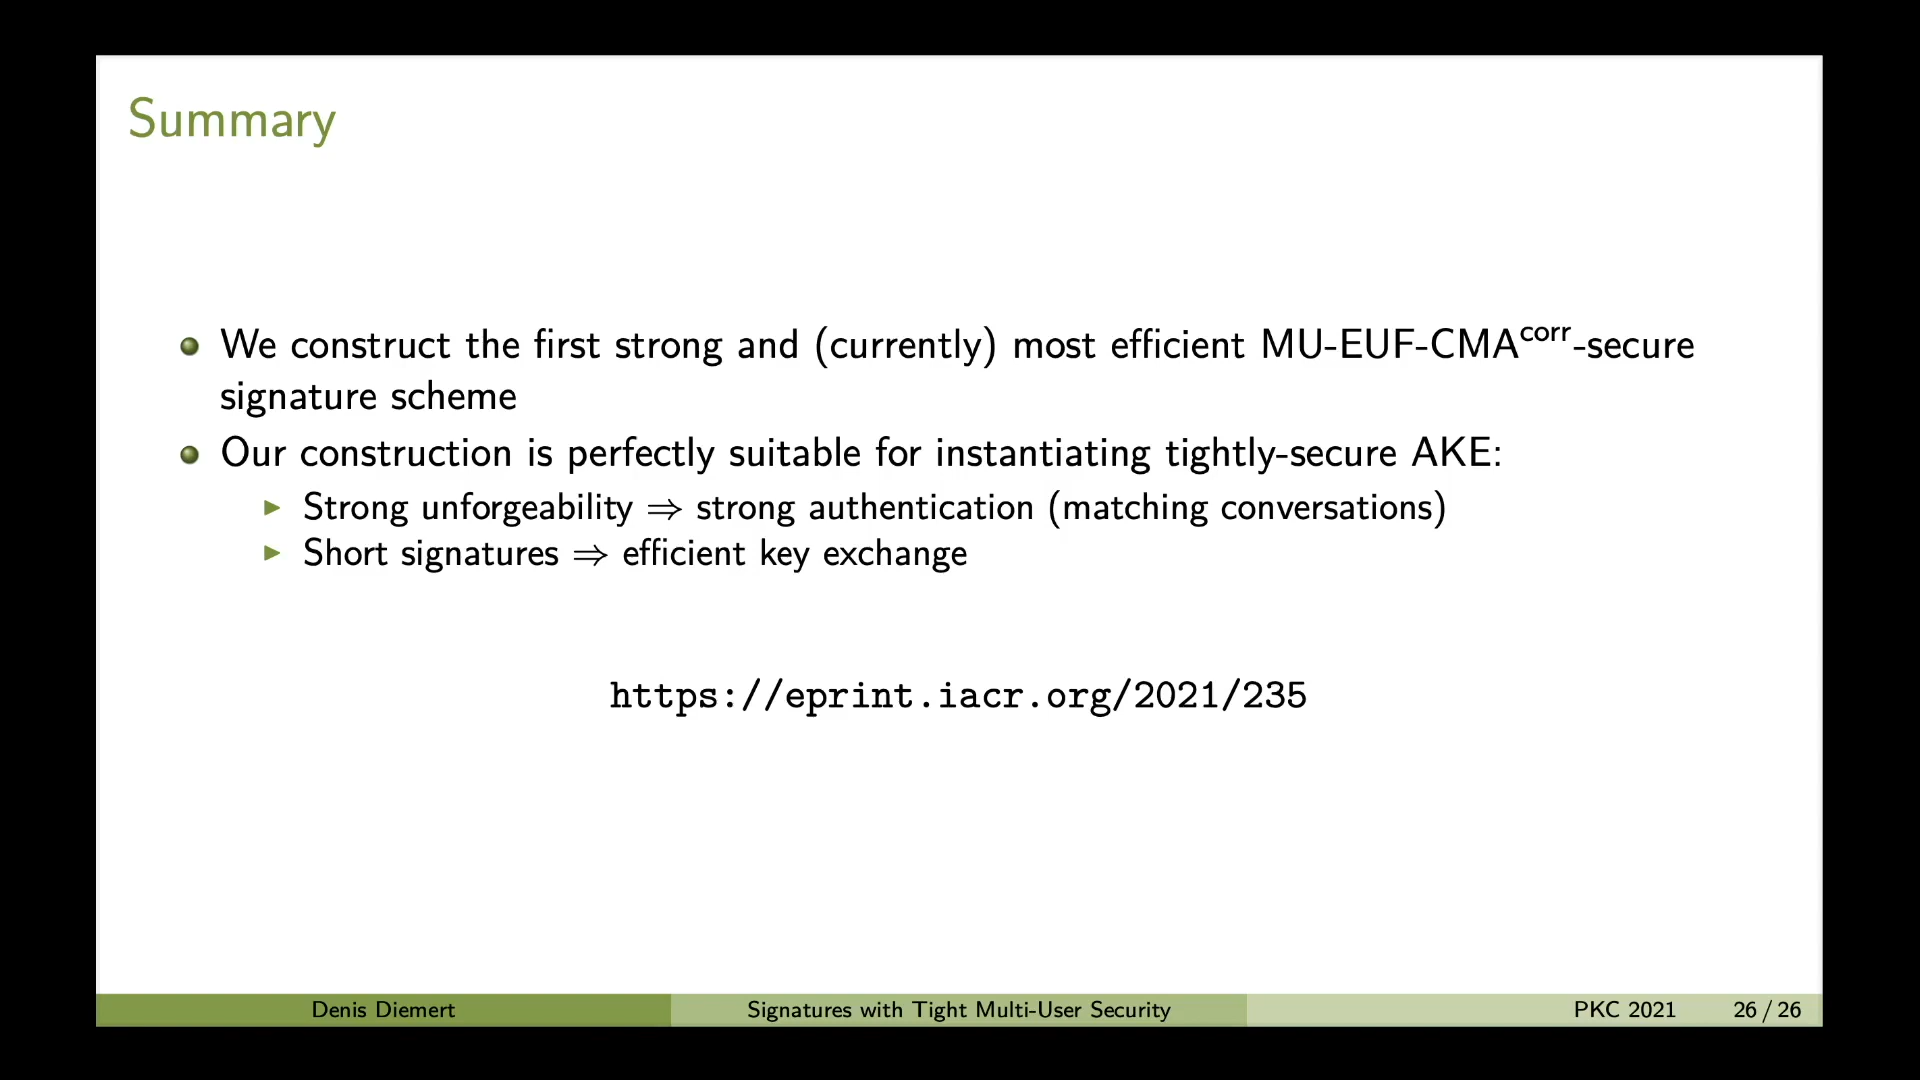 Summary
We construct the first strong and (currently) most efficient MU-EUF-CMA^corr-secure
signature scheme
Our construction is perfectly suitable for instantiating tightly-secure AKE:
Strong unforgeability ⇒ strong authentication (matching conversations)
Short signatures ⇒ efficient key exchange
https://eprint.iacr.org/2021/235
Denis Diemert Signatures with Tight Multi-User Security PKC 2021 26 / 26